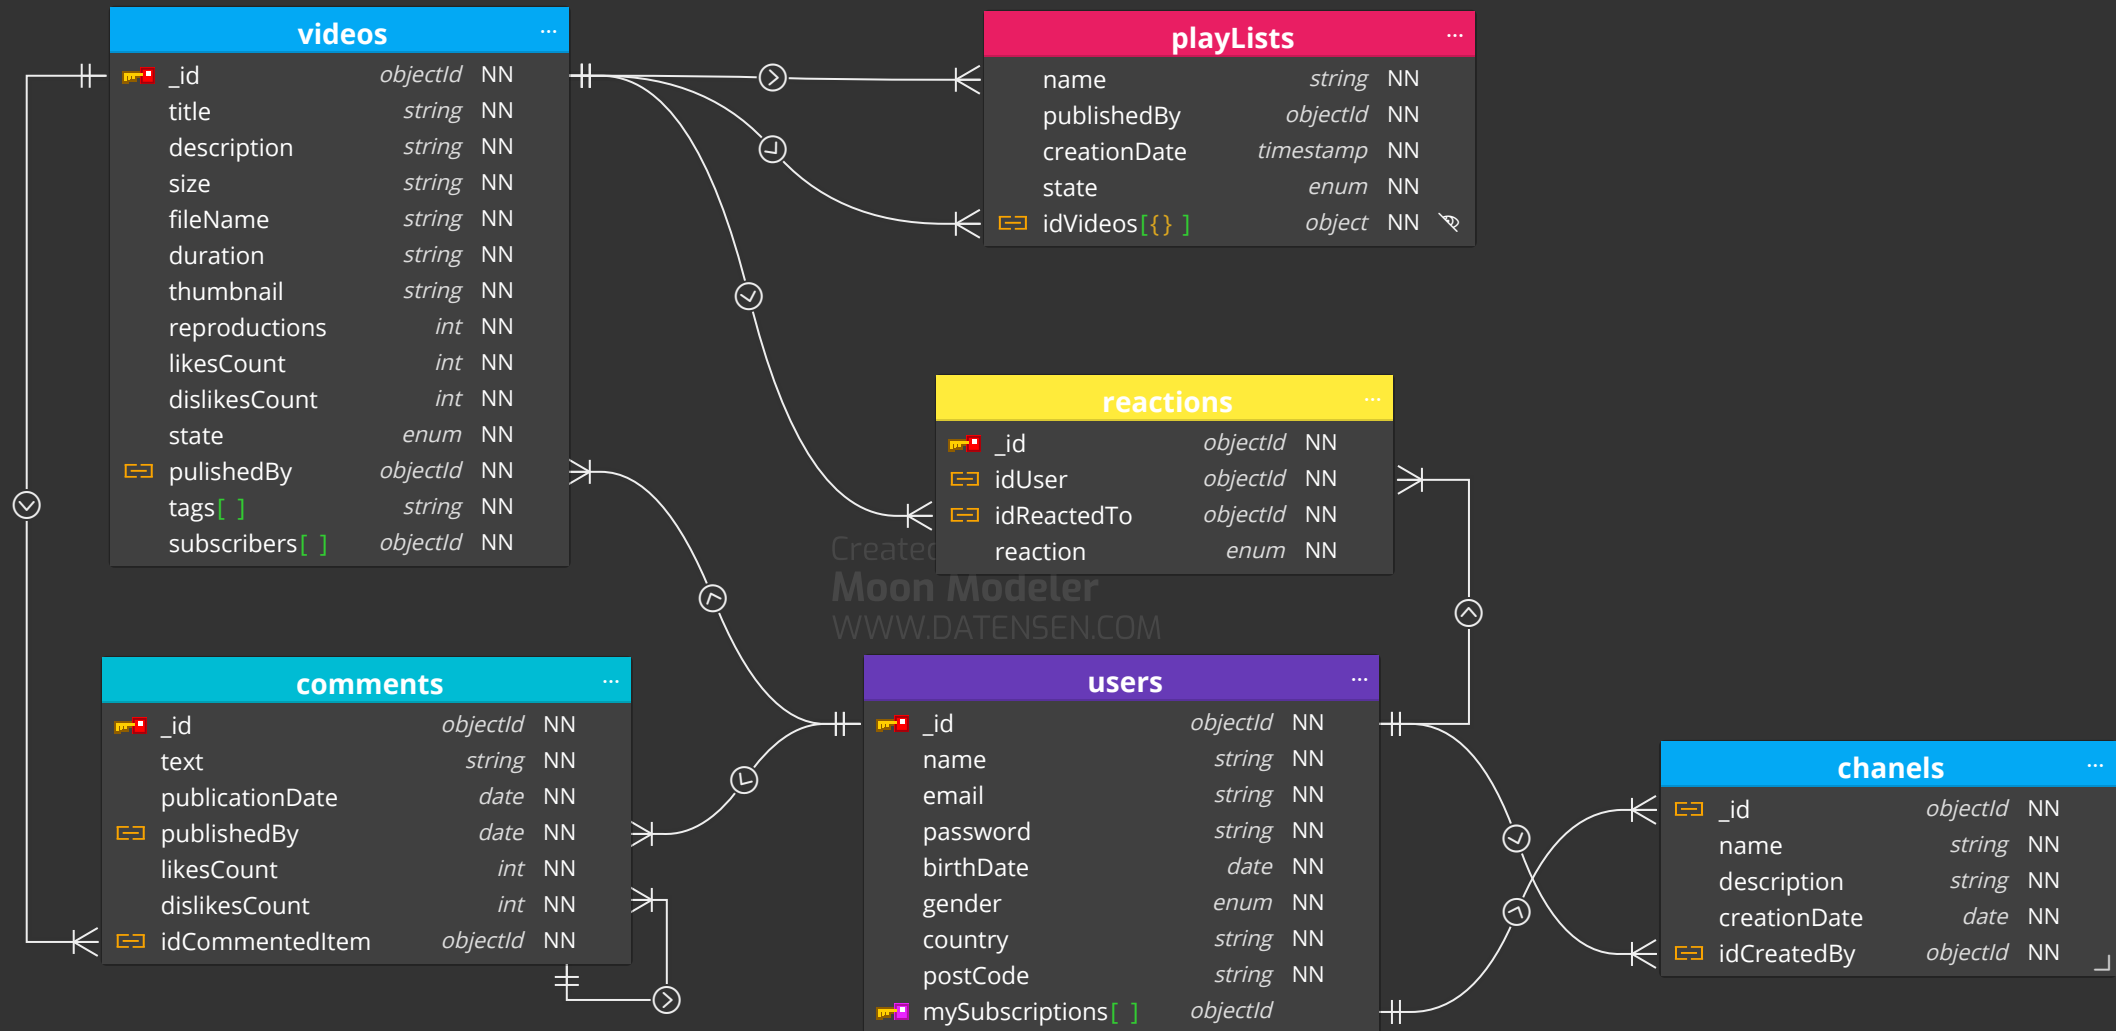 videos ...
_id objectId NN
title string NN
description string NN
size string NN
fileName string NN
duration string NN
thumbnail string NN
reproductions int NN
likesCount int NN
dislikesCount int NN
state enum NN
pulishedBy objectId NN
tags[ ] string NN
subscribers[ ] objectId NN
playLists ...
name string NN
publishedBy objectId NN
creationDate timestamp NN
state enum NN
idVideos[{} ] object NN
reactions ...
_id objectId NN
idUser objectId NN
idReactedTo objectId NN
reaction enum NN
Created
Moon Modeler
WWW.DATENSEN.COM
comments ...
_id objectId NN
text string NN
publicationDate date NN
publishedBy date NN
likesCount int NN
dislikesCount int NN
idCommentedItem objectId NN
users ...
_id objectId NN
name string NN
email string NN
password string NN
birthDate date NN
gender enum NN
country string NN
postCode string NN
mySubscriptions[ ] objectId
chanels ...
_id objectId NN
name string NN
description string NN
creationDate date NN
idCreatedBy objectId NN